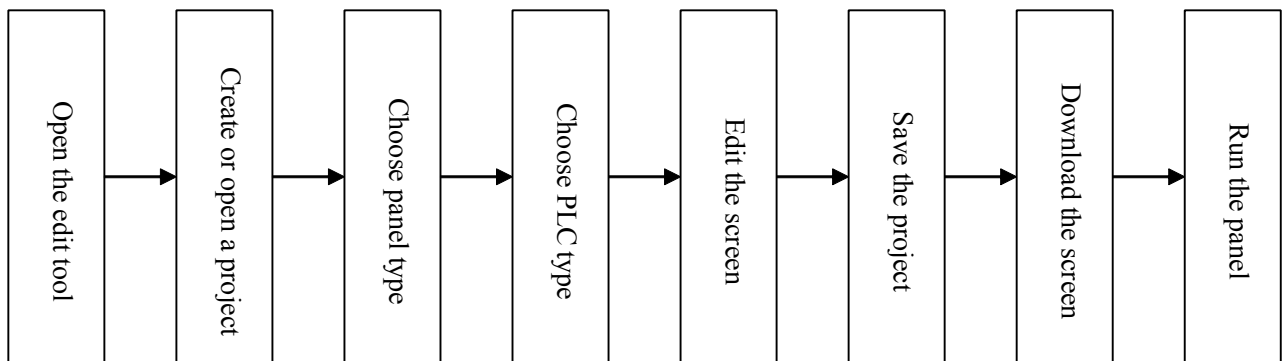 Open the edit tool
Create or open a project
Choose panel type
Choose PLC type
Edit the screen
Save the project
Download the screen
Run the panel